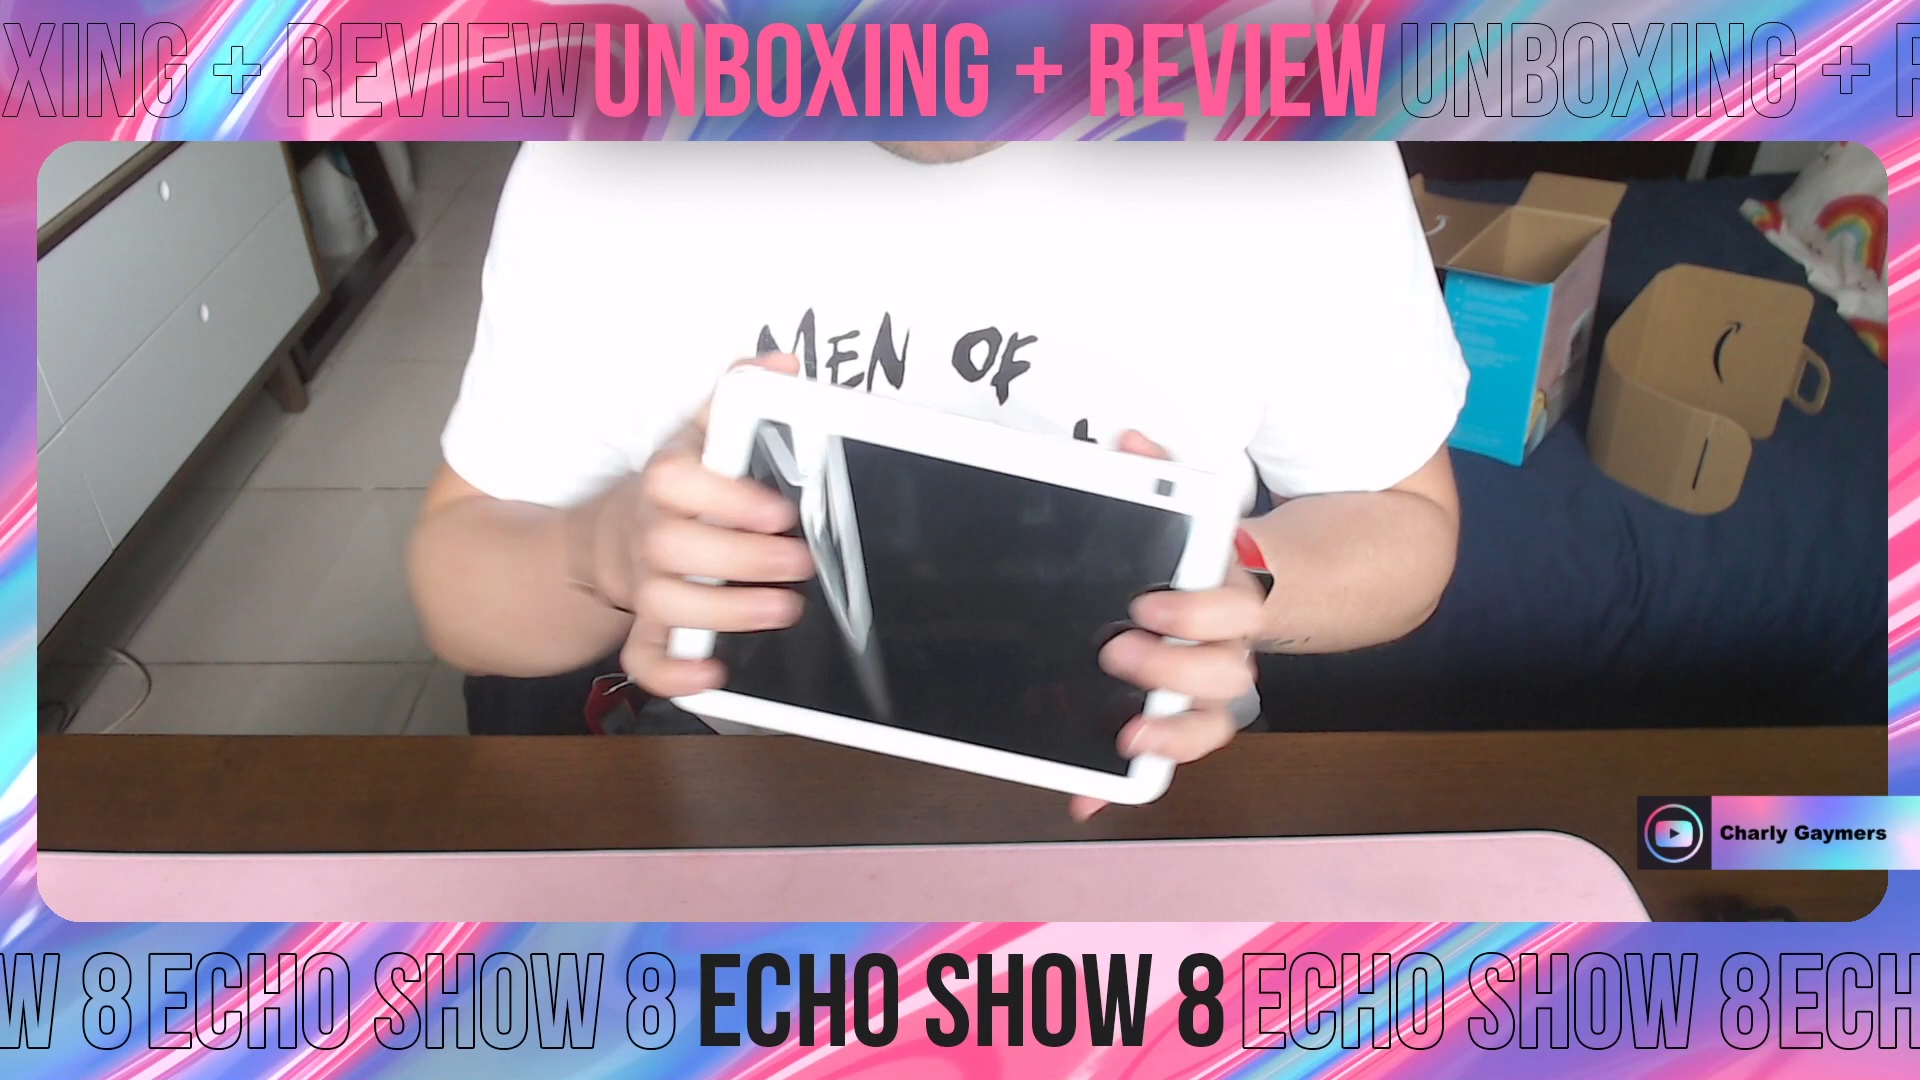 XING + REVIEW UNBOXING + REVIEW UNBOXING + R
MEN OF
Charly Gaymers
W 8 ECHO SHOW 8 ECHO SHOW 8 ECHO SHOW 8 ECH